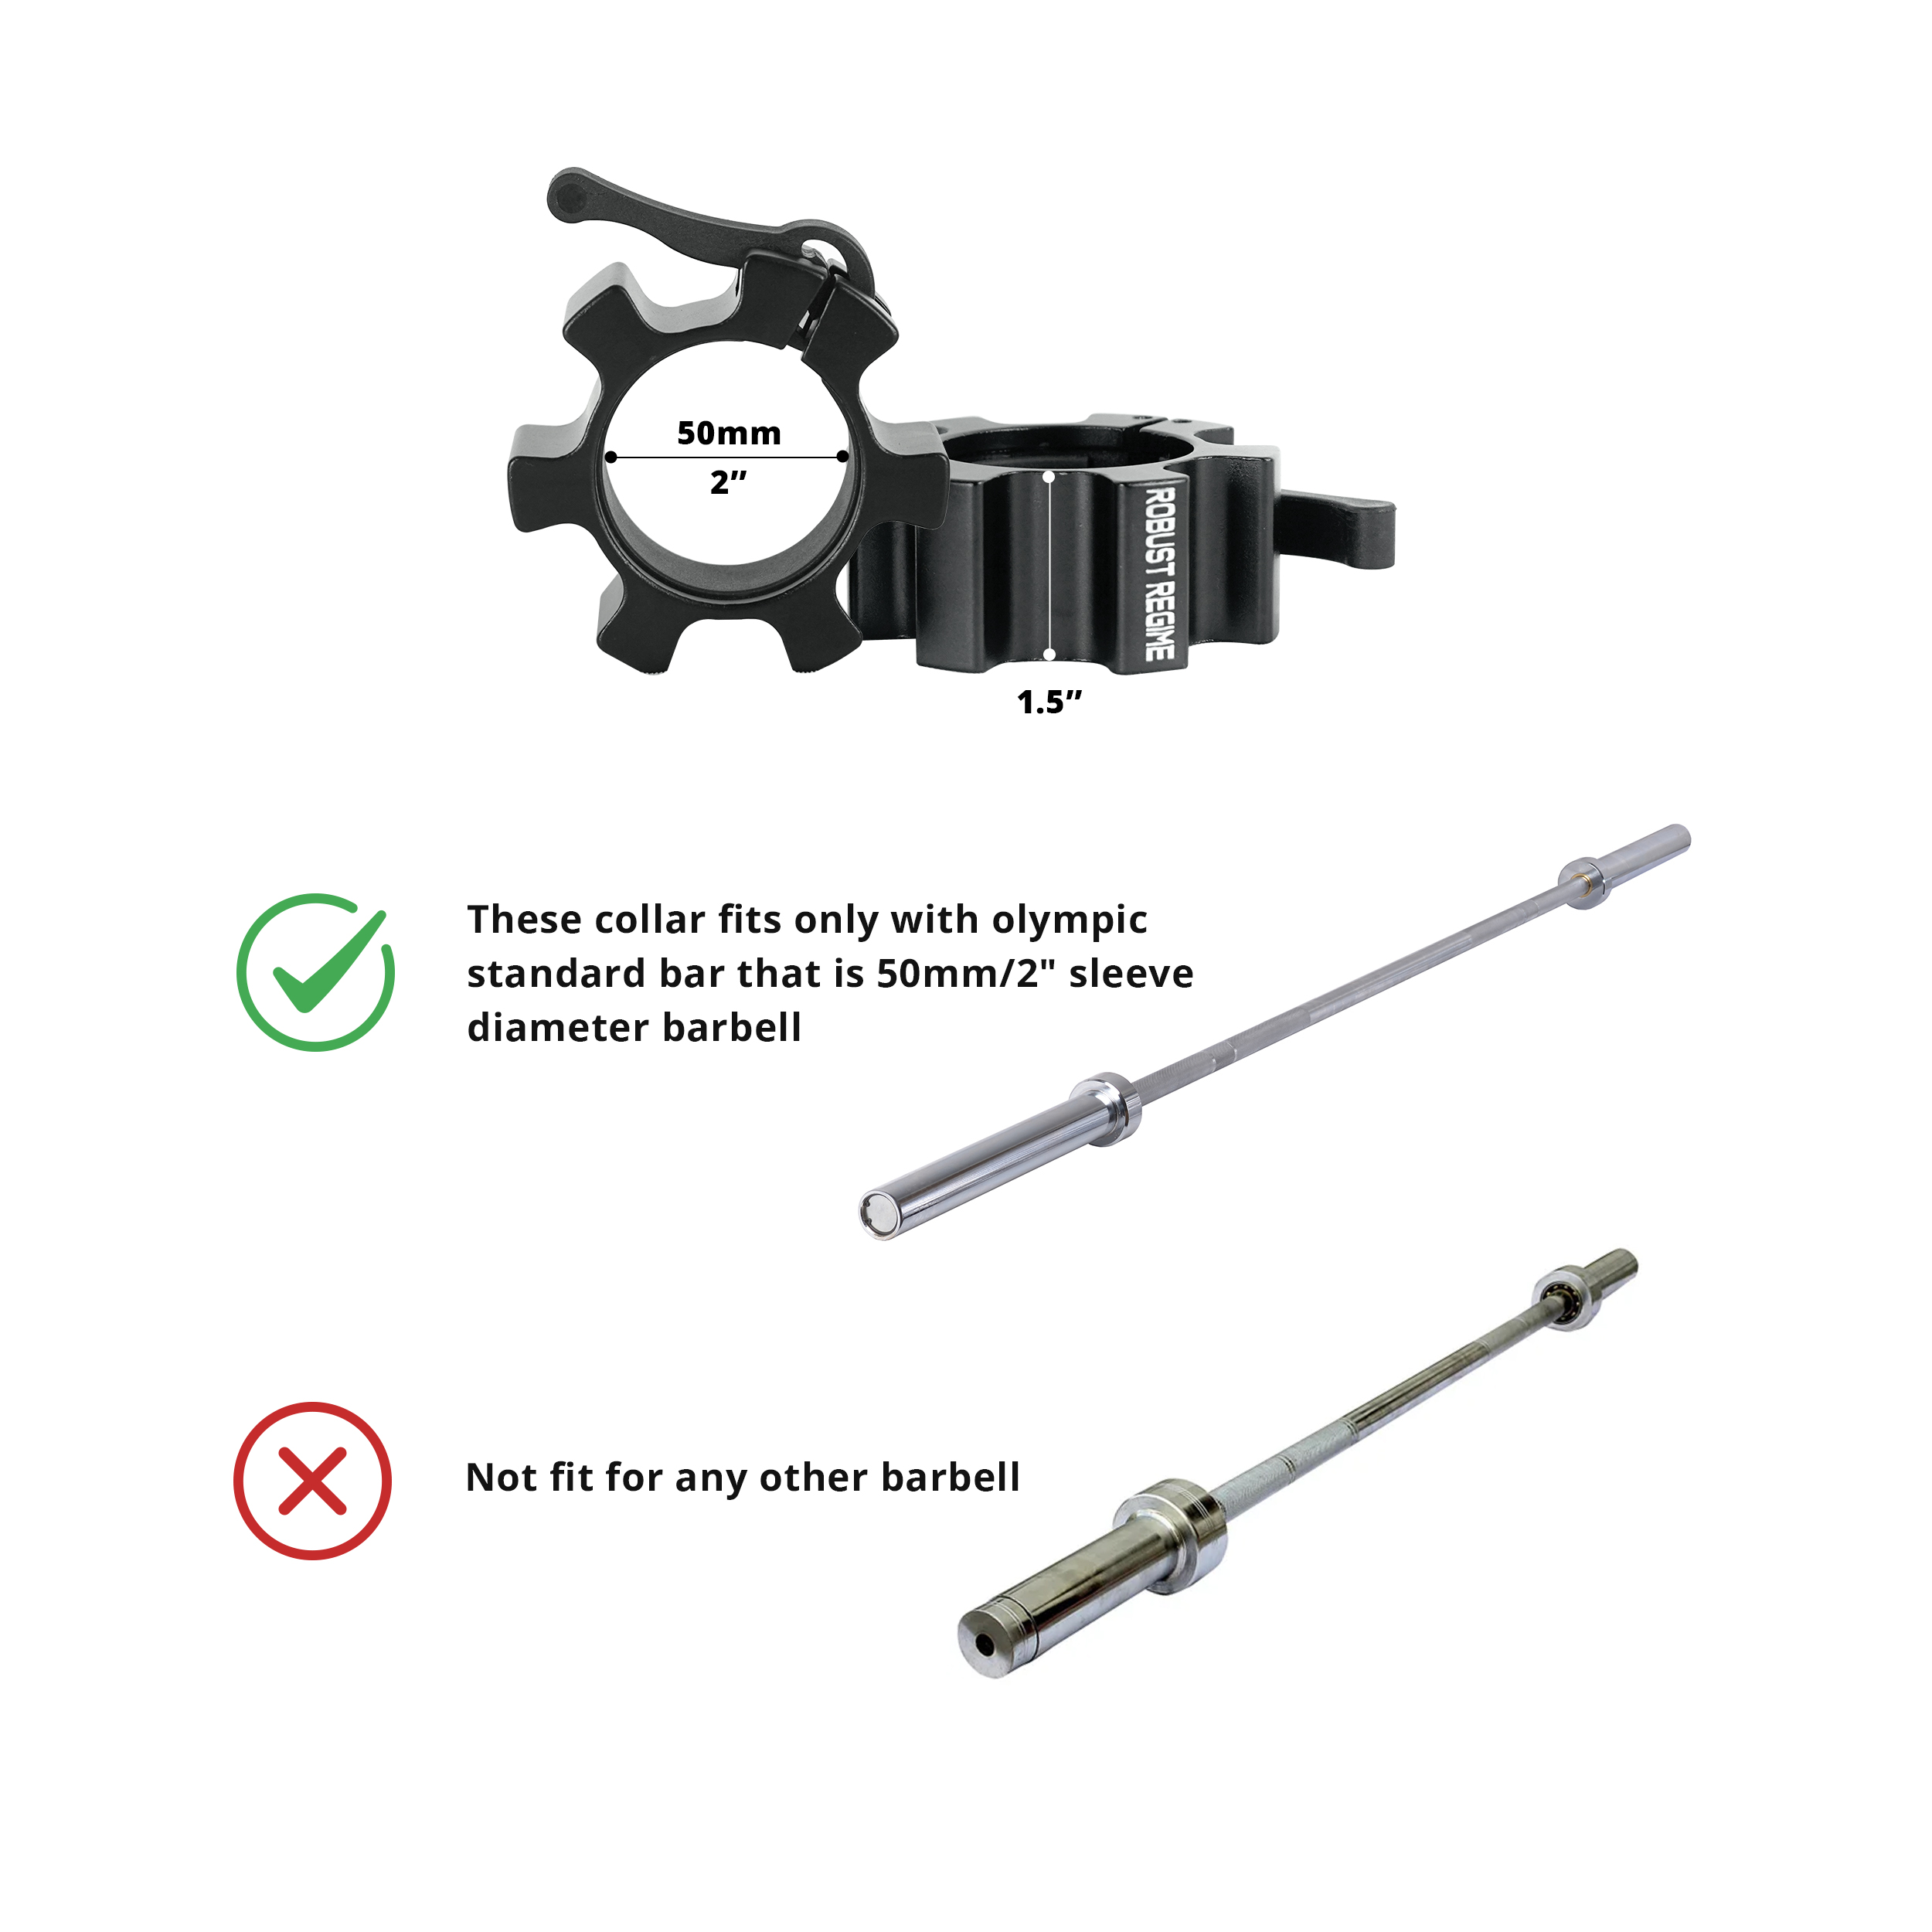 50mm
2”
ROBUST REGIME
1.5”
These collar fits only with olympic
standard bar that is 50mm/2" sleeve
diameter barbell
Not fit for any other barbell